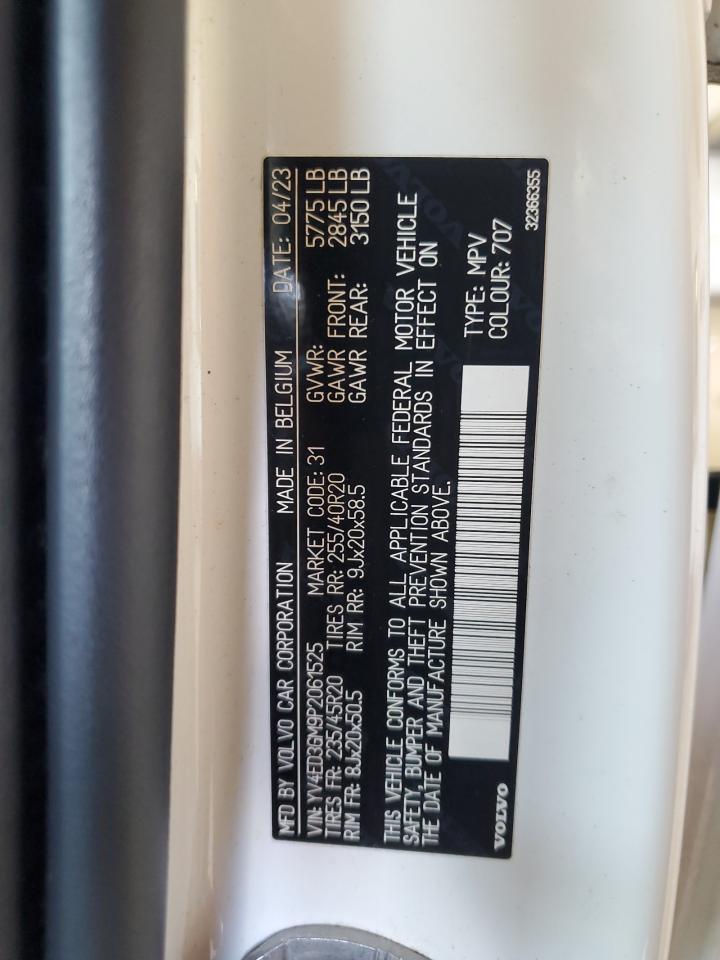 MFD BY VOLVO CAR CORPORATION MADE IN BELGIUM DATE: 04/23
VIN: YV4ED3GM9P2061525 MARKET CODE: 31 GVWR: 5775 LB
TIRES FR: 235/45R20 TIRES RR: 255/40R20 GAWR FRONT: 2845 LB
RIM FR: 8Jx20x50.5 RIM RR: 9Jx20x58.5 GAWR REAR: 3150 LB
THIS VEHICLE CONFORMS TO ALL APPLICABLE FEDERAL MOTOR VEHICLE
SAFETY, BUMPER AND THEFT PREVENTION STANDARDS IN EFFECT ON
THE DATE OF MANUFACTURE SHOWN ABOVE.
TYPE: MPV
COLOUR: 707
VOLVO 32366355